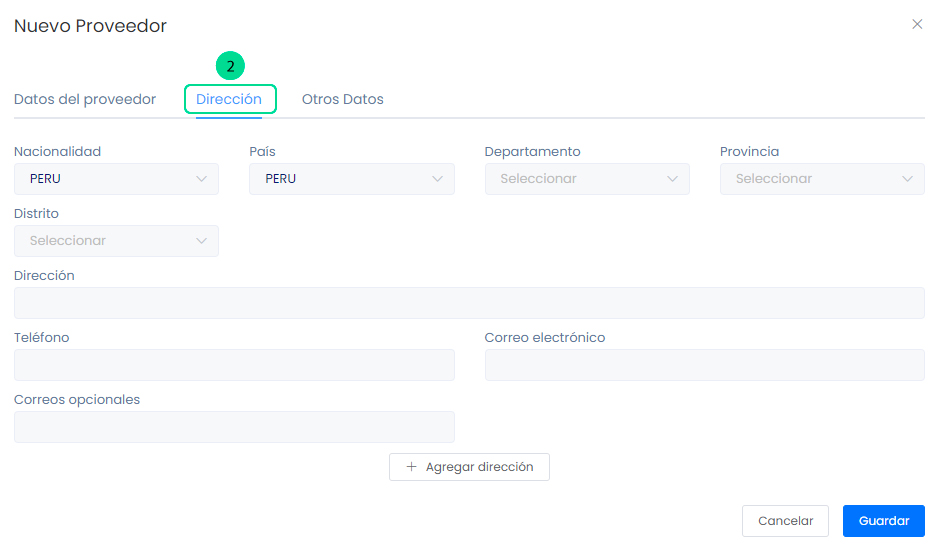 Nuevo Proveedor
2
Datos del proveedor Dirección Otros Datos
Nacionalidad País Departamento Provincia
PERU PERU Seleccionar Seleccionar
Distrito
Seleccionar
Dirección
Teléfono Correo electrónico
Correos opcionales
+ Agregar dirección
Cancelar Guardar